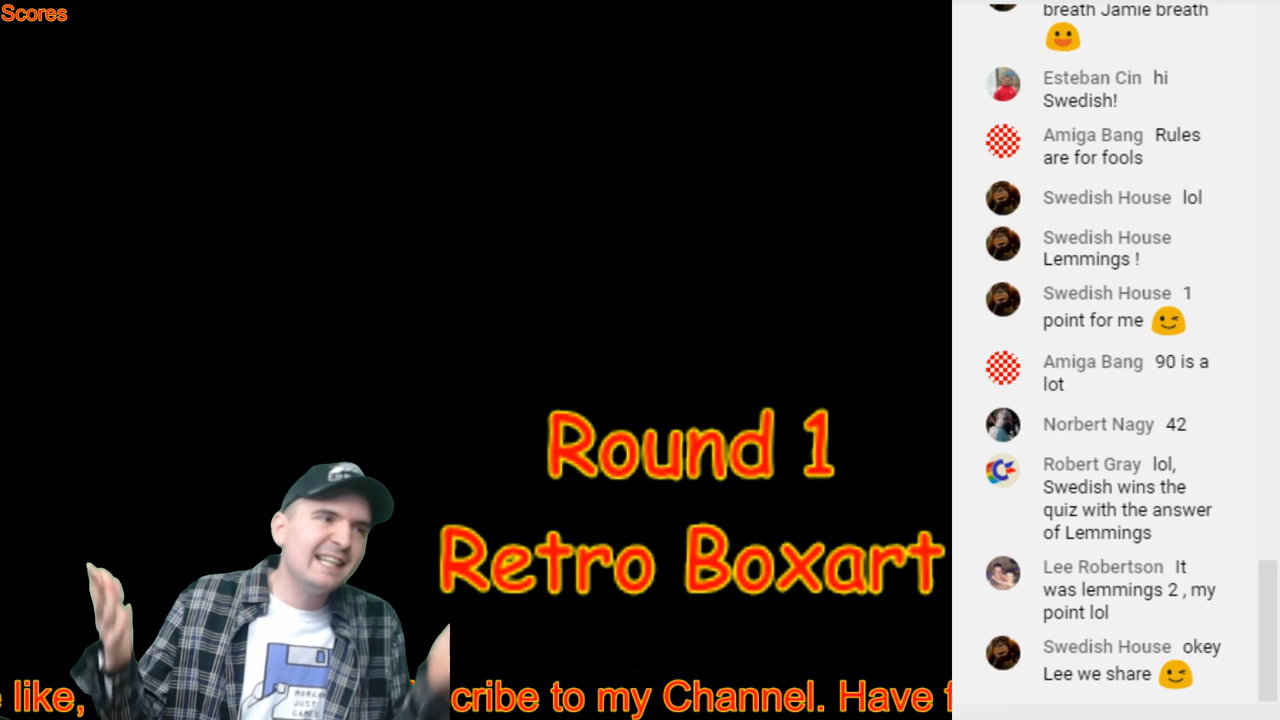 Scores
Round 1
Retro Boxart
like,
cribe to my Channel. Have f
MORGAN
JUST
GAMES
breath Jamie breath
Esteban Cin hi
Swedish!
Amiga Bang Rules
are for fools
Swedish House lol
Swedish House
Lemmings !
Swedish House 1
point for me
Amiga Bang 90 is a
lot
Norbert Nagy 42
Robert Gray lol,
Swedish wins the
quiz with the answer
of Lemmings
Lee Robertson It
was lemmings 2 , my
point lol
Swedish House okey
Lee we share